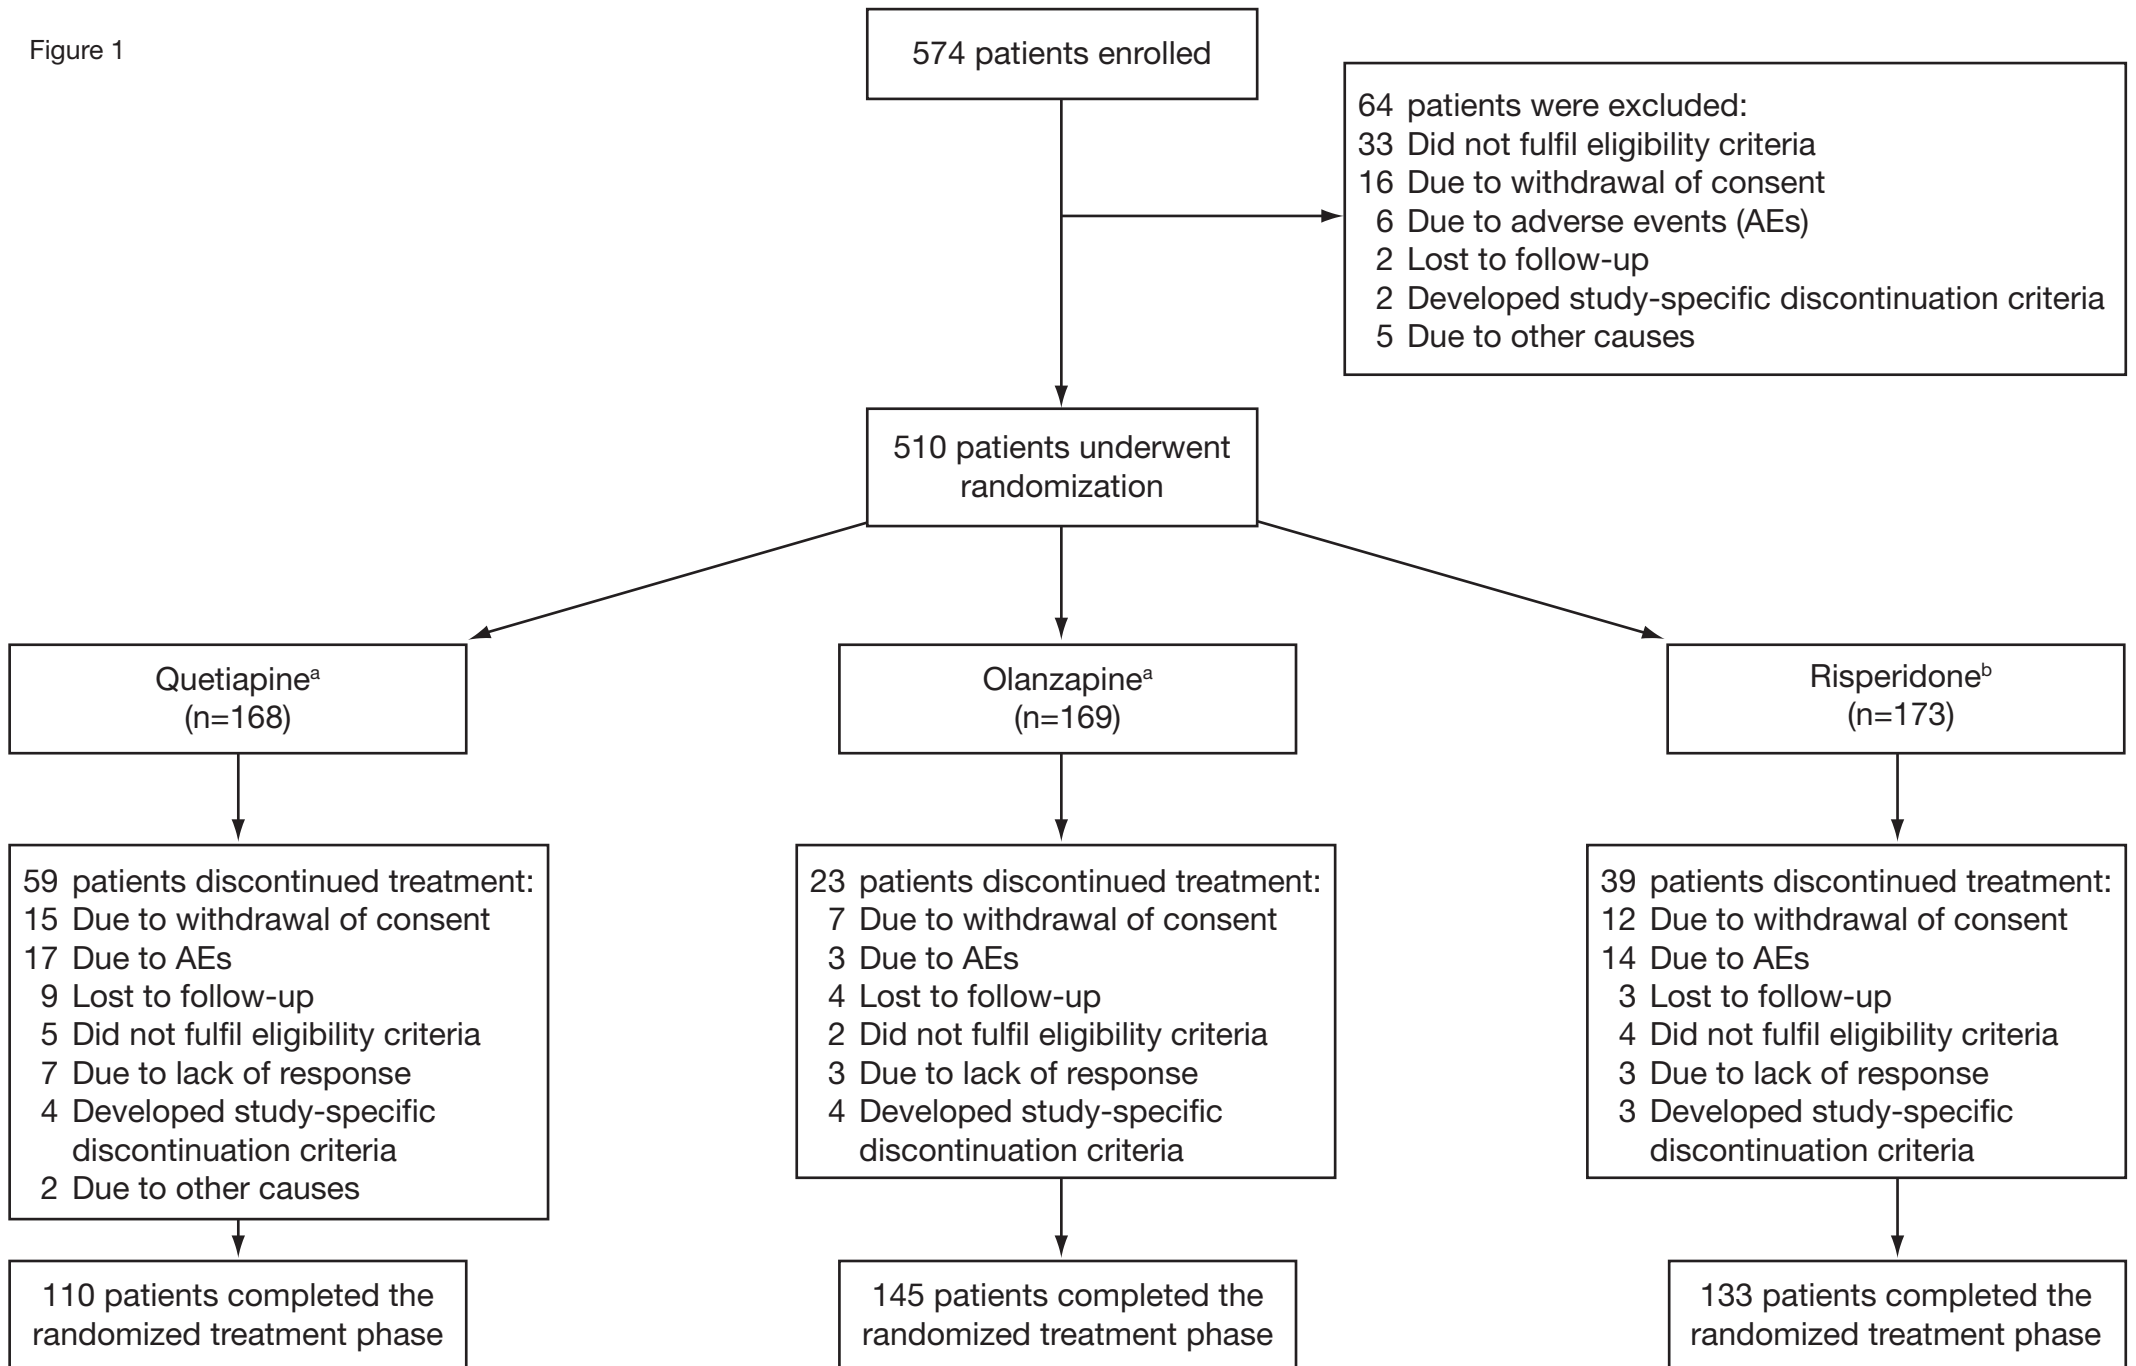 Figure 1
574 patients enrolled
64 patients were excluded:
33 Did not fulfil eligibility criteria
16 Due to withdrawal of consent
6 Due to adverse events (AEs)
2 Lost to follow-up
2 Developed study-specific discontinuation criteria
5 Due to other causes
510 patients underwent
randomization
Quetiapineᵃ
(n=168)
Olanzapineᵃ
(n=169)
Risperidoneᵇ
(n=173)
59 patients discontinued treatment:
15 Due to withdrawal of consent
17 Due to AEs
9 Lost to follow-up
5 Did not fulfil eligibility criteria
7 Due to lack of response
4 Developed study-specific
discontinuation criteria
2 Due to other causes
23 patients discontinued treatment:
7 Due to withdrawal of consent
3 Due to AEs
4 Lost to follow-up
2 Did not fulfil eligibility criteria
3 Due to lack of response
4 Developed study-specific
discontinuation criteria
39 patients discontinued treatment:
12 Due to withdrawal of consent
14 Due to AEs
3 Lost to follow-up
4 Did not fulfil eligibility criteria
3 Due to lack of response
3 Developed study-specific
discontinuation criteria
110 patients completed the
randomized treatment phase
145 patients completed the
randomized treatment phase
133 patients completed the
randomized treatment phase